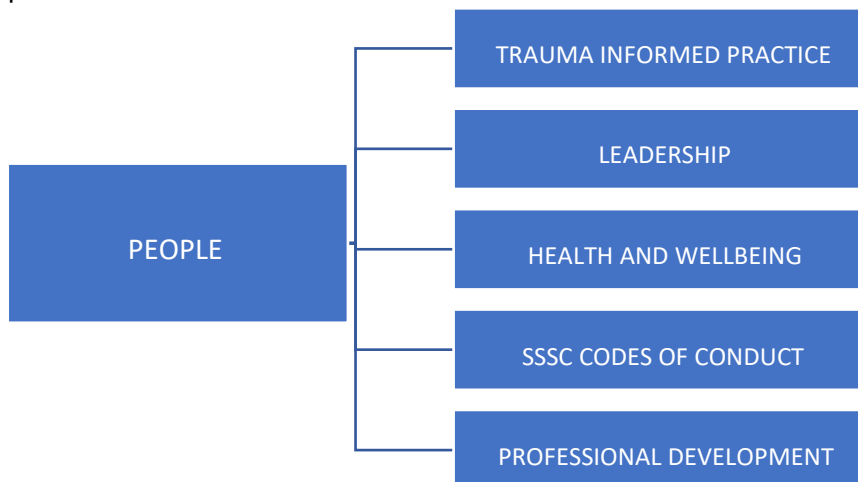 TRAUMA INFORMED PRACTICE
LEADERSHIP
PEOPLE
HEALTH AND WELLBEING
SSSC CODES OF CONDUCT
PROFESSIONAL DEVELOPMENT